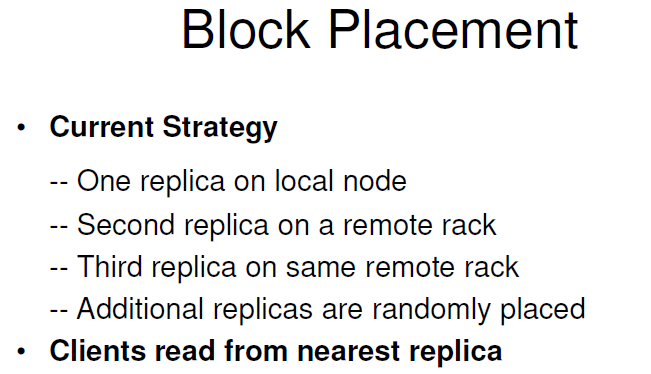 Block Placement
• Current Strategy
-- One replica on local node
-- Second replica on a remote rack
-- Third replica on same remote rack
-- Additional replicas are randomly placed
• Clients read from nearest replica